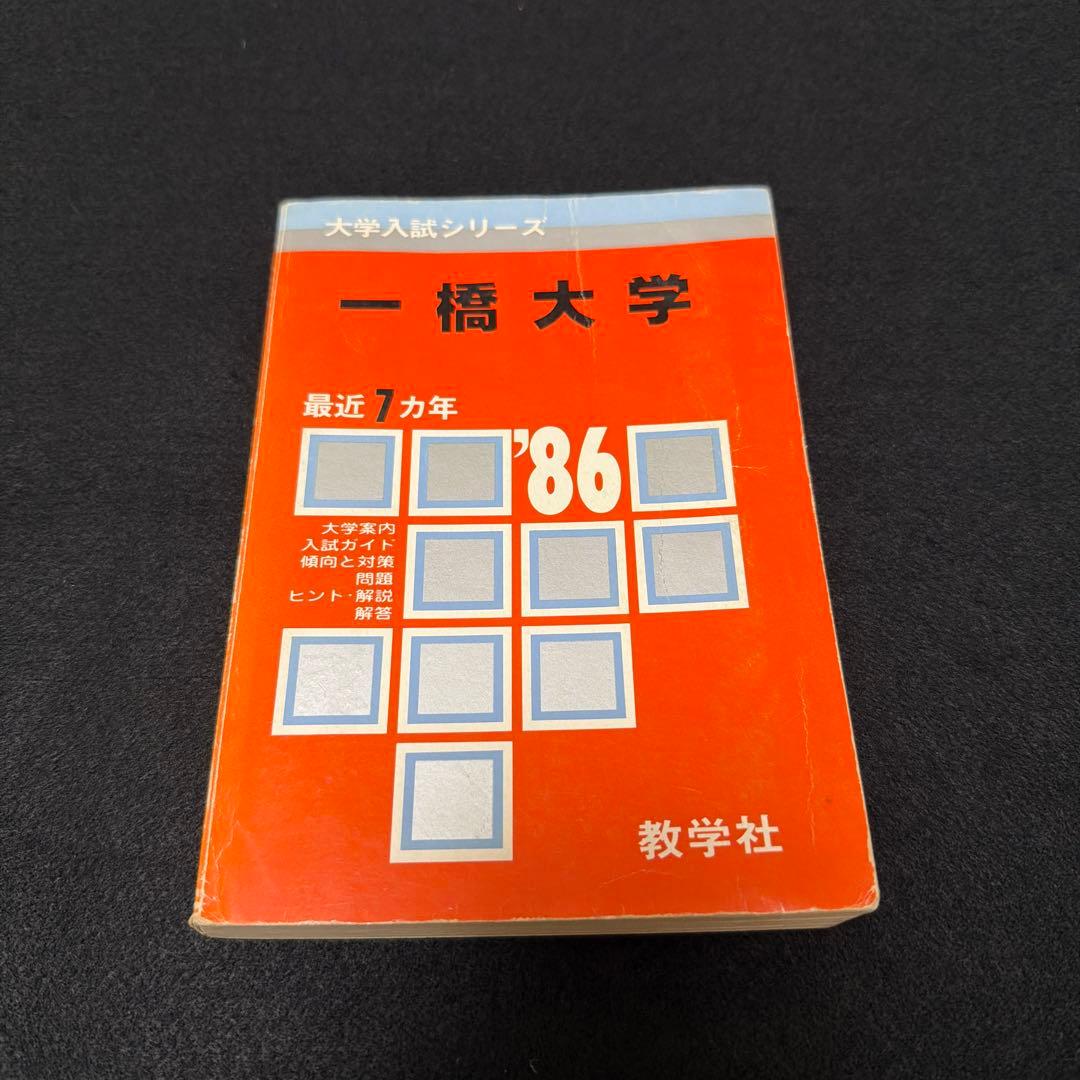 大学入試シリーズ
一橋大学
最近7カ年
'86
大学案内
入試ガイド
傾向と対策
問題
ヒント・解説
解答
教学社